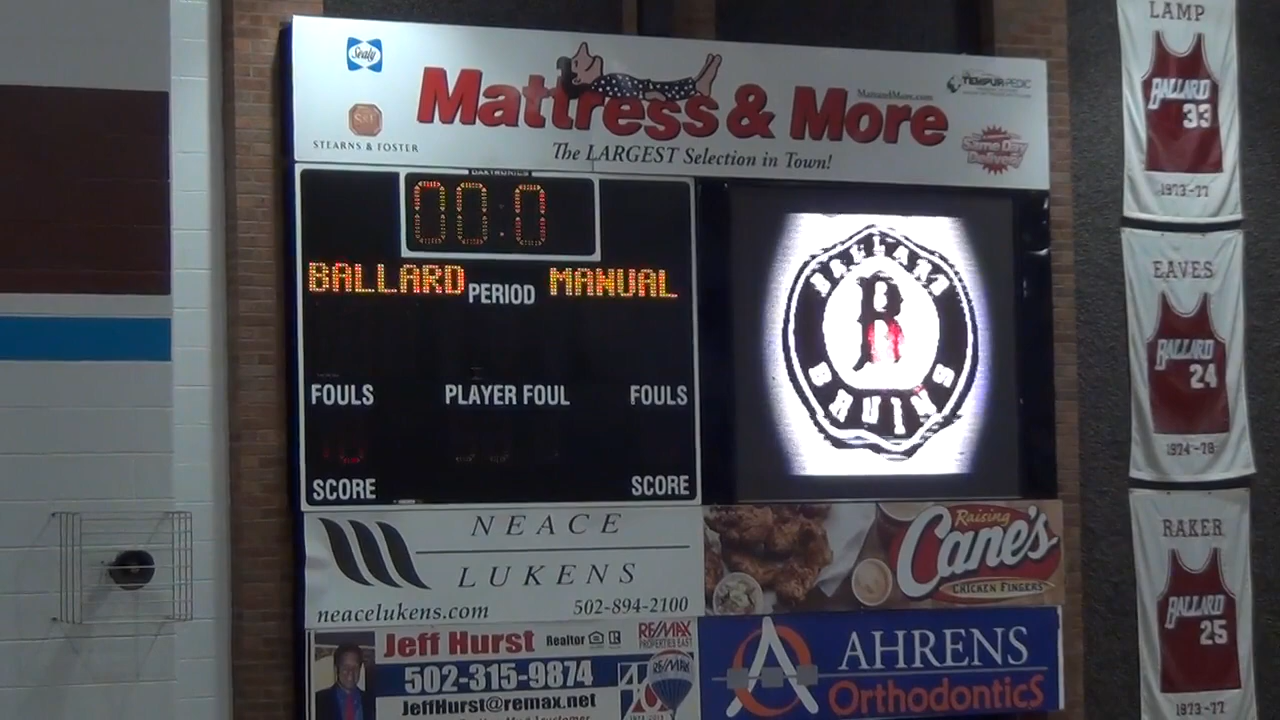 Sealy
STEARNS & FOSTER
Mattress & More
The LARGEST Selection in Town!
TEMPUR-PEDIC
Same Day
Delivery
DAKTRONICS
00:0
BALLARD
PERIOD
MANUAL
FOULS
PLAYER FOUL
FOULS
SCORE
SCORE
BALLARD
B
BRUINS
NEACE
LUKENS
neacelukens.com
502-894-2100
Raising
Cane's
CHICKEN FINGERS
Jeff Hurst
Realtor
RE/MAX
PROPERTIES EAST
502-315-9874
JeffHurst@remax.net
RE/MAX
AHRENS
Orthodontics
LAMP
BALLARD
33
1973-77
EAVES
BALLARD
24
1974-78
RAKER
BALLARD
25
1973-77